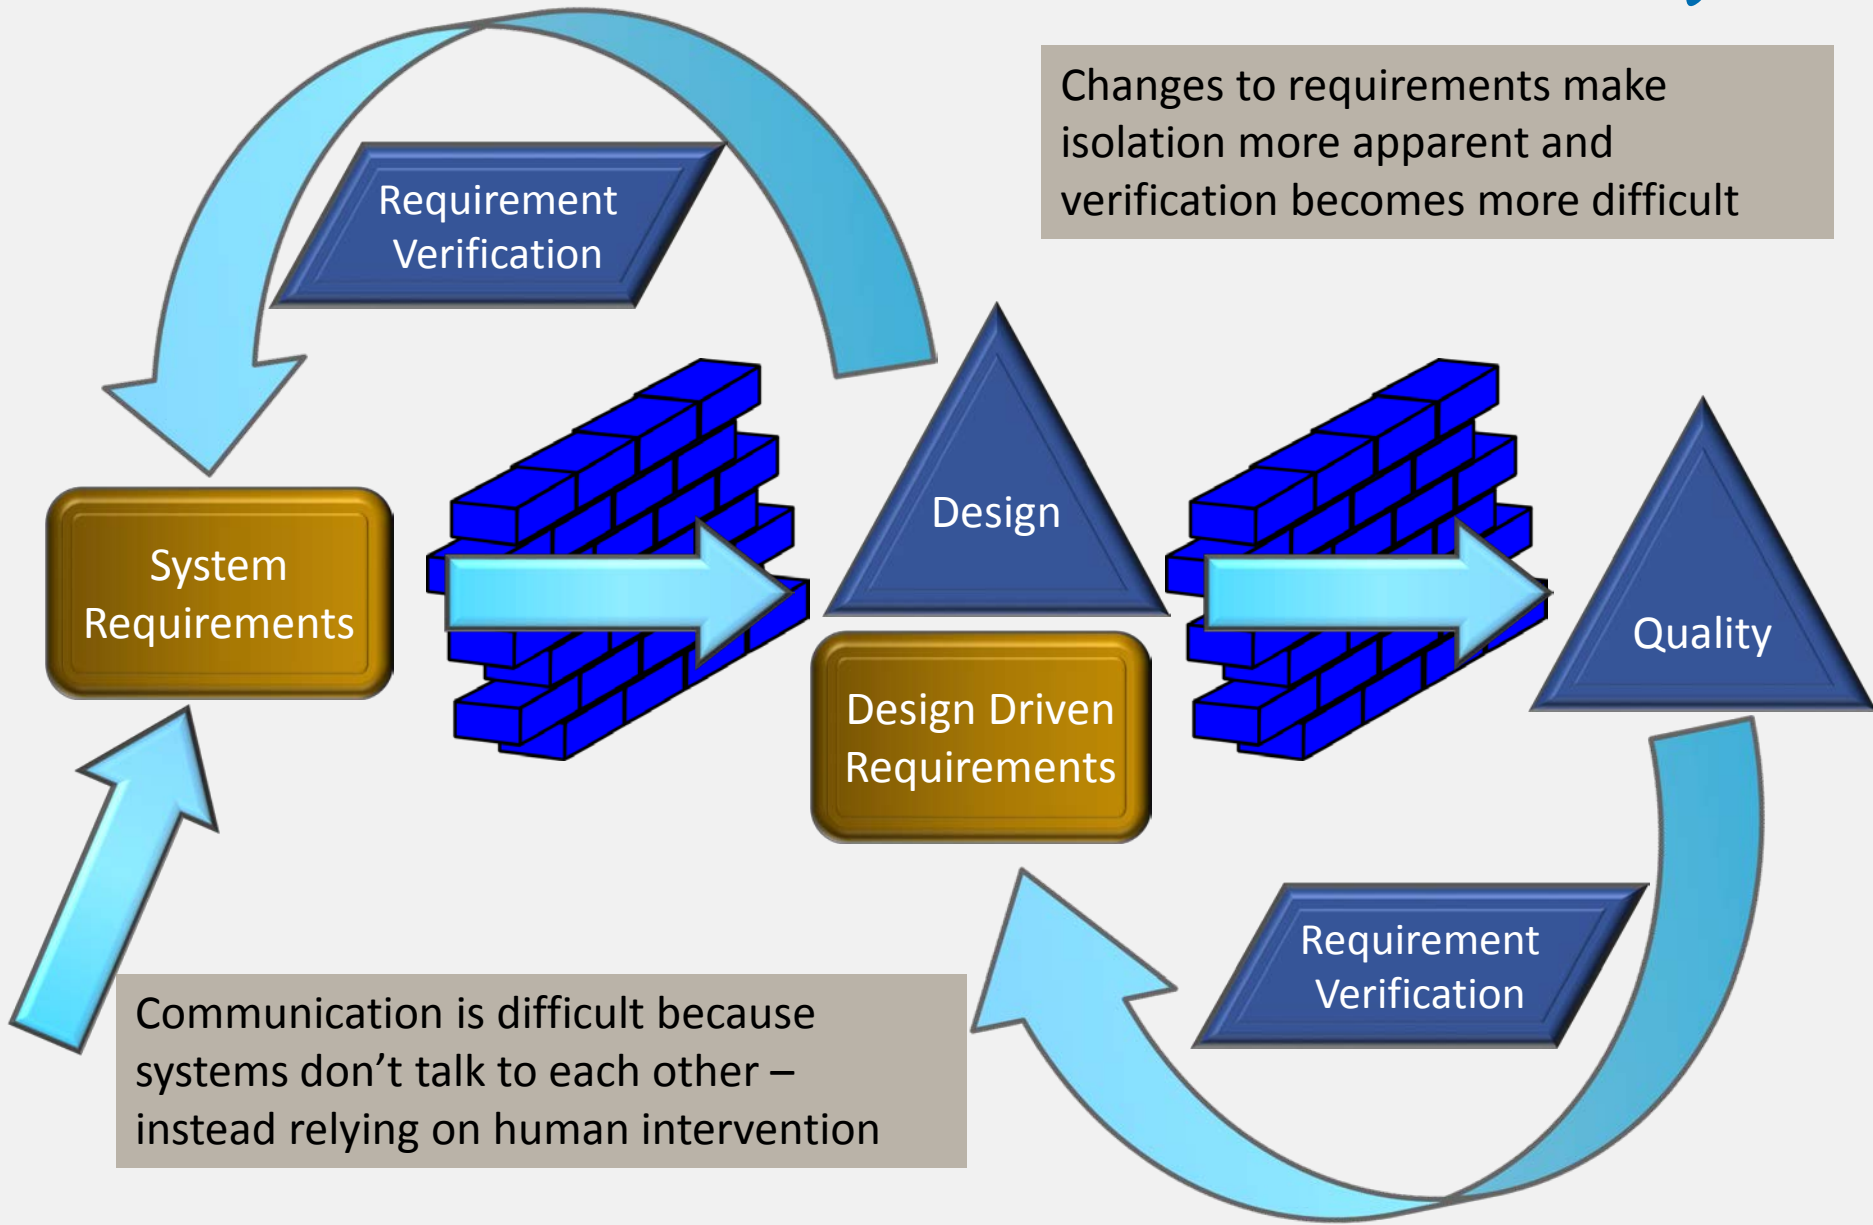 Changes to requirements make
isolation more apparent and
verification becomes more difficult
Requirement
Verification
System
Requirements
Design
Design Driven
Requirements
Quality
Requirement
Verification
Communication is difficult because
systems don’t talk to each other –
instead relying on human intervention